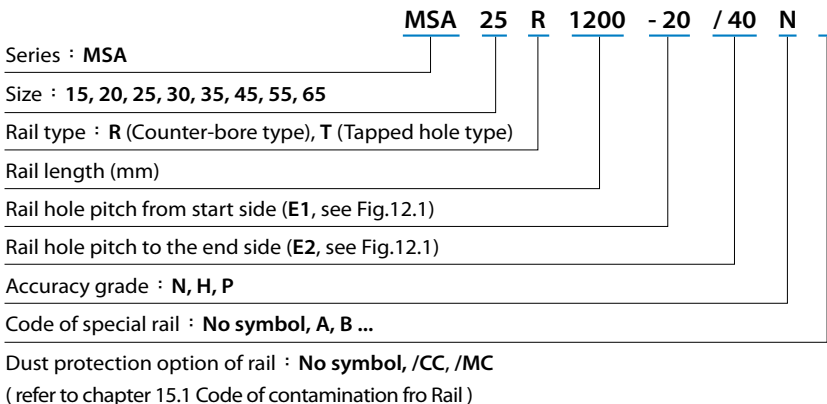 MSA 25 R 1200 - 20 / 40 N
Series : MSA
Size : 15, 20, 25, 30, 35, 45, 55, 65
Rail type : R (Counter-bore type), T (Tapped hole type)
Rail length (mm)
Rail hole pitch from start side (E1, see Fig.12.1)
Rail hole pitch to the end side (E2, see Fig.12.1)
Accuracy grade : N, H, P
Code of special rail : No symbol, A, B ...
Dust protection option of rail : No symbol, /CC, /MC
( refer to chapter 15.1 Code of contamination fro Rail )